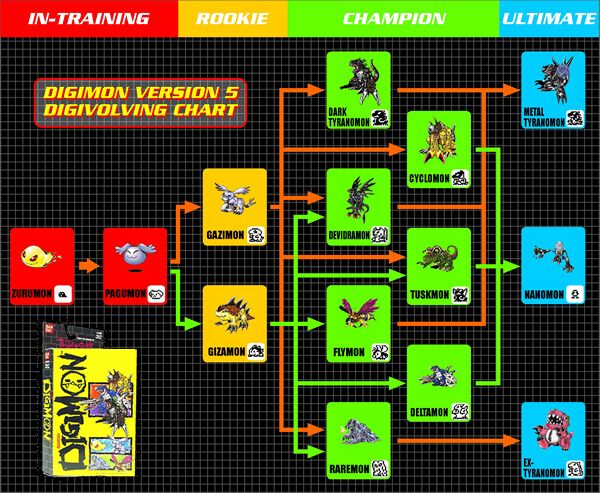 IN-TRAINING
ROOKIE
CHAMPION
ULTIMATE
DIGIMON VERSION 5
DIGIVOLVING CHART
DARK
TYRANOMON
METAL
TYRANOMON
CYCLOMON
GAZIMON
DEVIDRAMON
ZURUMON
PAGUMON
TUSKMON
NANOMON
GIZAMON
FLYMON
DELTAMON
RAREMON
EX-
TYRANOMON
DIGIMON
DIGIMON